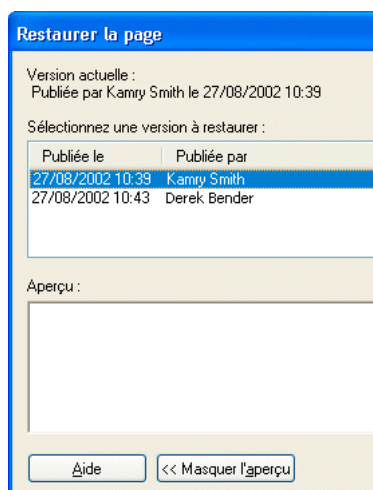 Restaurer la page
Version actuelle :
Publiée par Kamry Smith le 27/08/2002 10:39
Sélectionnez une version à restaurer :
Publiée le Publiée par
27/08/2002 10:39 Kamry Smith
27/08/2002 10:43 Derek Bender
Aperçu :
Aide << Masquer l'aperçu